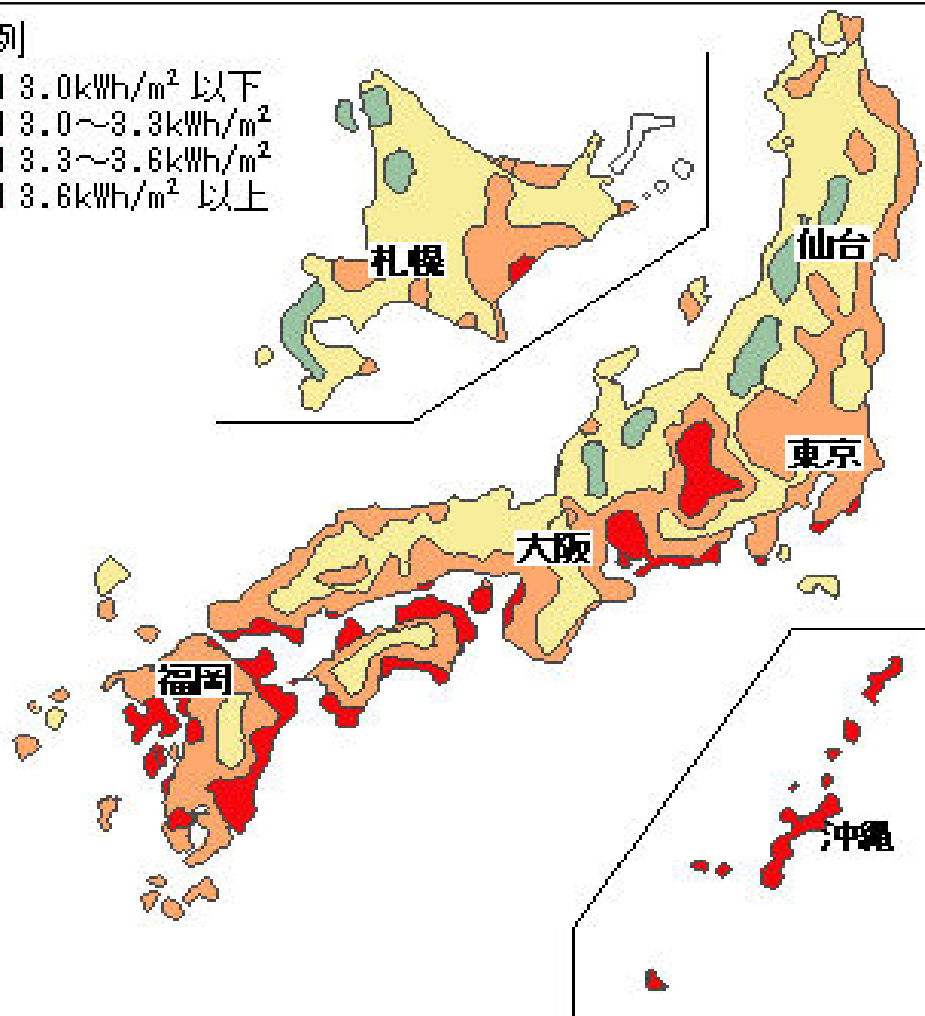 例]
3.0kWh/m² 以下
3.0～3.3kWh/m²
3.3～3.6kWh/m²
3.6kWh/m² 以上
札幌
仙台
東京
大阪
福岡
沖縄